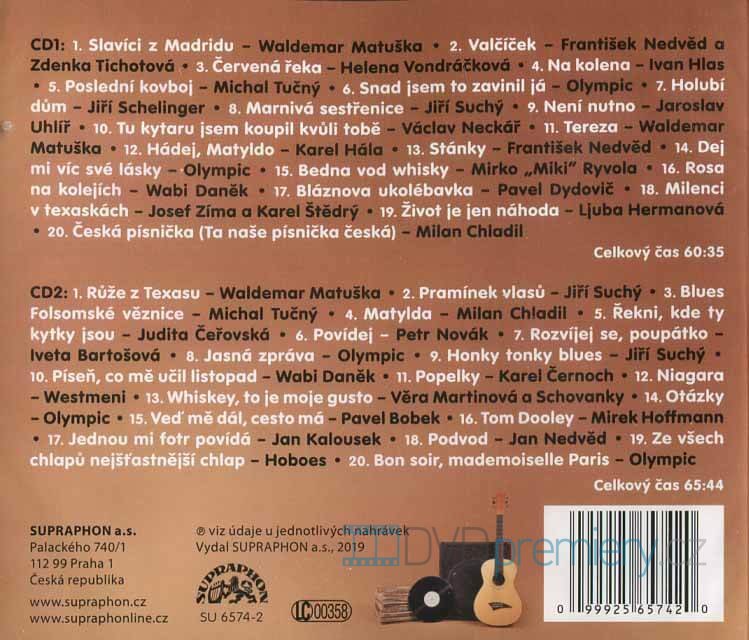 CD1: 1. Slavíci z Madridu – Waldemar Matuška • 2. Valčíček – František Nedvěd a
Zdenka Tichotová • 3. Červená řeka – Helena Vondráčková • 4. Na kolena – Ivan Hlas
• 5. Poslední kovboj – Michal Tučný • 6. Snad jsem to zavinil já – Olympic • 7. Holubí
dům – Jiří Schelinger • 8. Marnivá sestřenice – Jiří Suchý • 9. Není nutno – Jaroslav
Uhlíř • 10. Tu kytaru jsem koupil kvůli tobě – Václav Neckář • 11. Tereza – Waldemar
Matuška • 12. Hádej, Matyldo – Karel Hála • 13. Stánky – František Nedvěd • 14. Dej
mi víc své lásky – Olympic • 15. Bedna vod whisky – Mirko „Miki" Ryvola • 16. Rosa
na kolejích – Wabi Daněk • 17. Bláznova ukolébavka – Pavel Dydovič • 18. Milenci
v texaskách – Josef Zíma a Karel Štědrý • 19. Život je jen náhoda – Ljuba Hermanová
• 20. Česká písnička (Ta naše písnička česká) – Milan Chladil
Celkový čas 60:35
CD2: 1. Růže z Texasu – Waldemar Matuška • 2. Pramínek vlasů – Jiří Suchý • 3. Blues
Folsomské věznice – Michal Tučný • 4. Matylda – Milan Chladil • 5. Řekni, kde ty
kytky jsou – Judita Čeřovská • 6. Povídej – Petr Novák • 7. Rozvíjej se, poupátko –
Iveta Bartošová • 8. Jasná zpráva – Olympic • 9. Honky tonky blues – Jiří Suchý •
10. Píseň, co mě učil listopad – Wabi Daněk • 11. Popelky – Karel Černoch • 12. Niagara
– Westmeni • 13. Whiskey, to je moje gusto – Věra Martinová a Schovanky • 14. Otázky
– Olympic • 15. Veď mě dál, cesto má – Pavel Bobek • 16. Tom Dooley – Mirek Hoffmann
• 17. Jednou mi fotr povídá – Jan Kalousek • 18. Podvod – Jan Nedvěd • 19. Ze všech
chlapů nejšťastnější chlap – Hoboes • 20. Bon soir, mademoiselle Paris – Olympic
Celkový čas 65:44
SUPRAPHON a.s.
Palackého 740/1
112 99 Praha 1
Česká republika
www.supraphon.cz
www.supraphonline.cz
℗ viz údaje u jednotlivých nahrávek
Vydal SUPRAPHON a.s., 2019
SUPRAPHON
SU 6574-2
LC 00358
DVDpremiery.cz
0 99925 65742 0